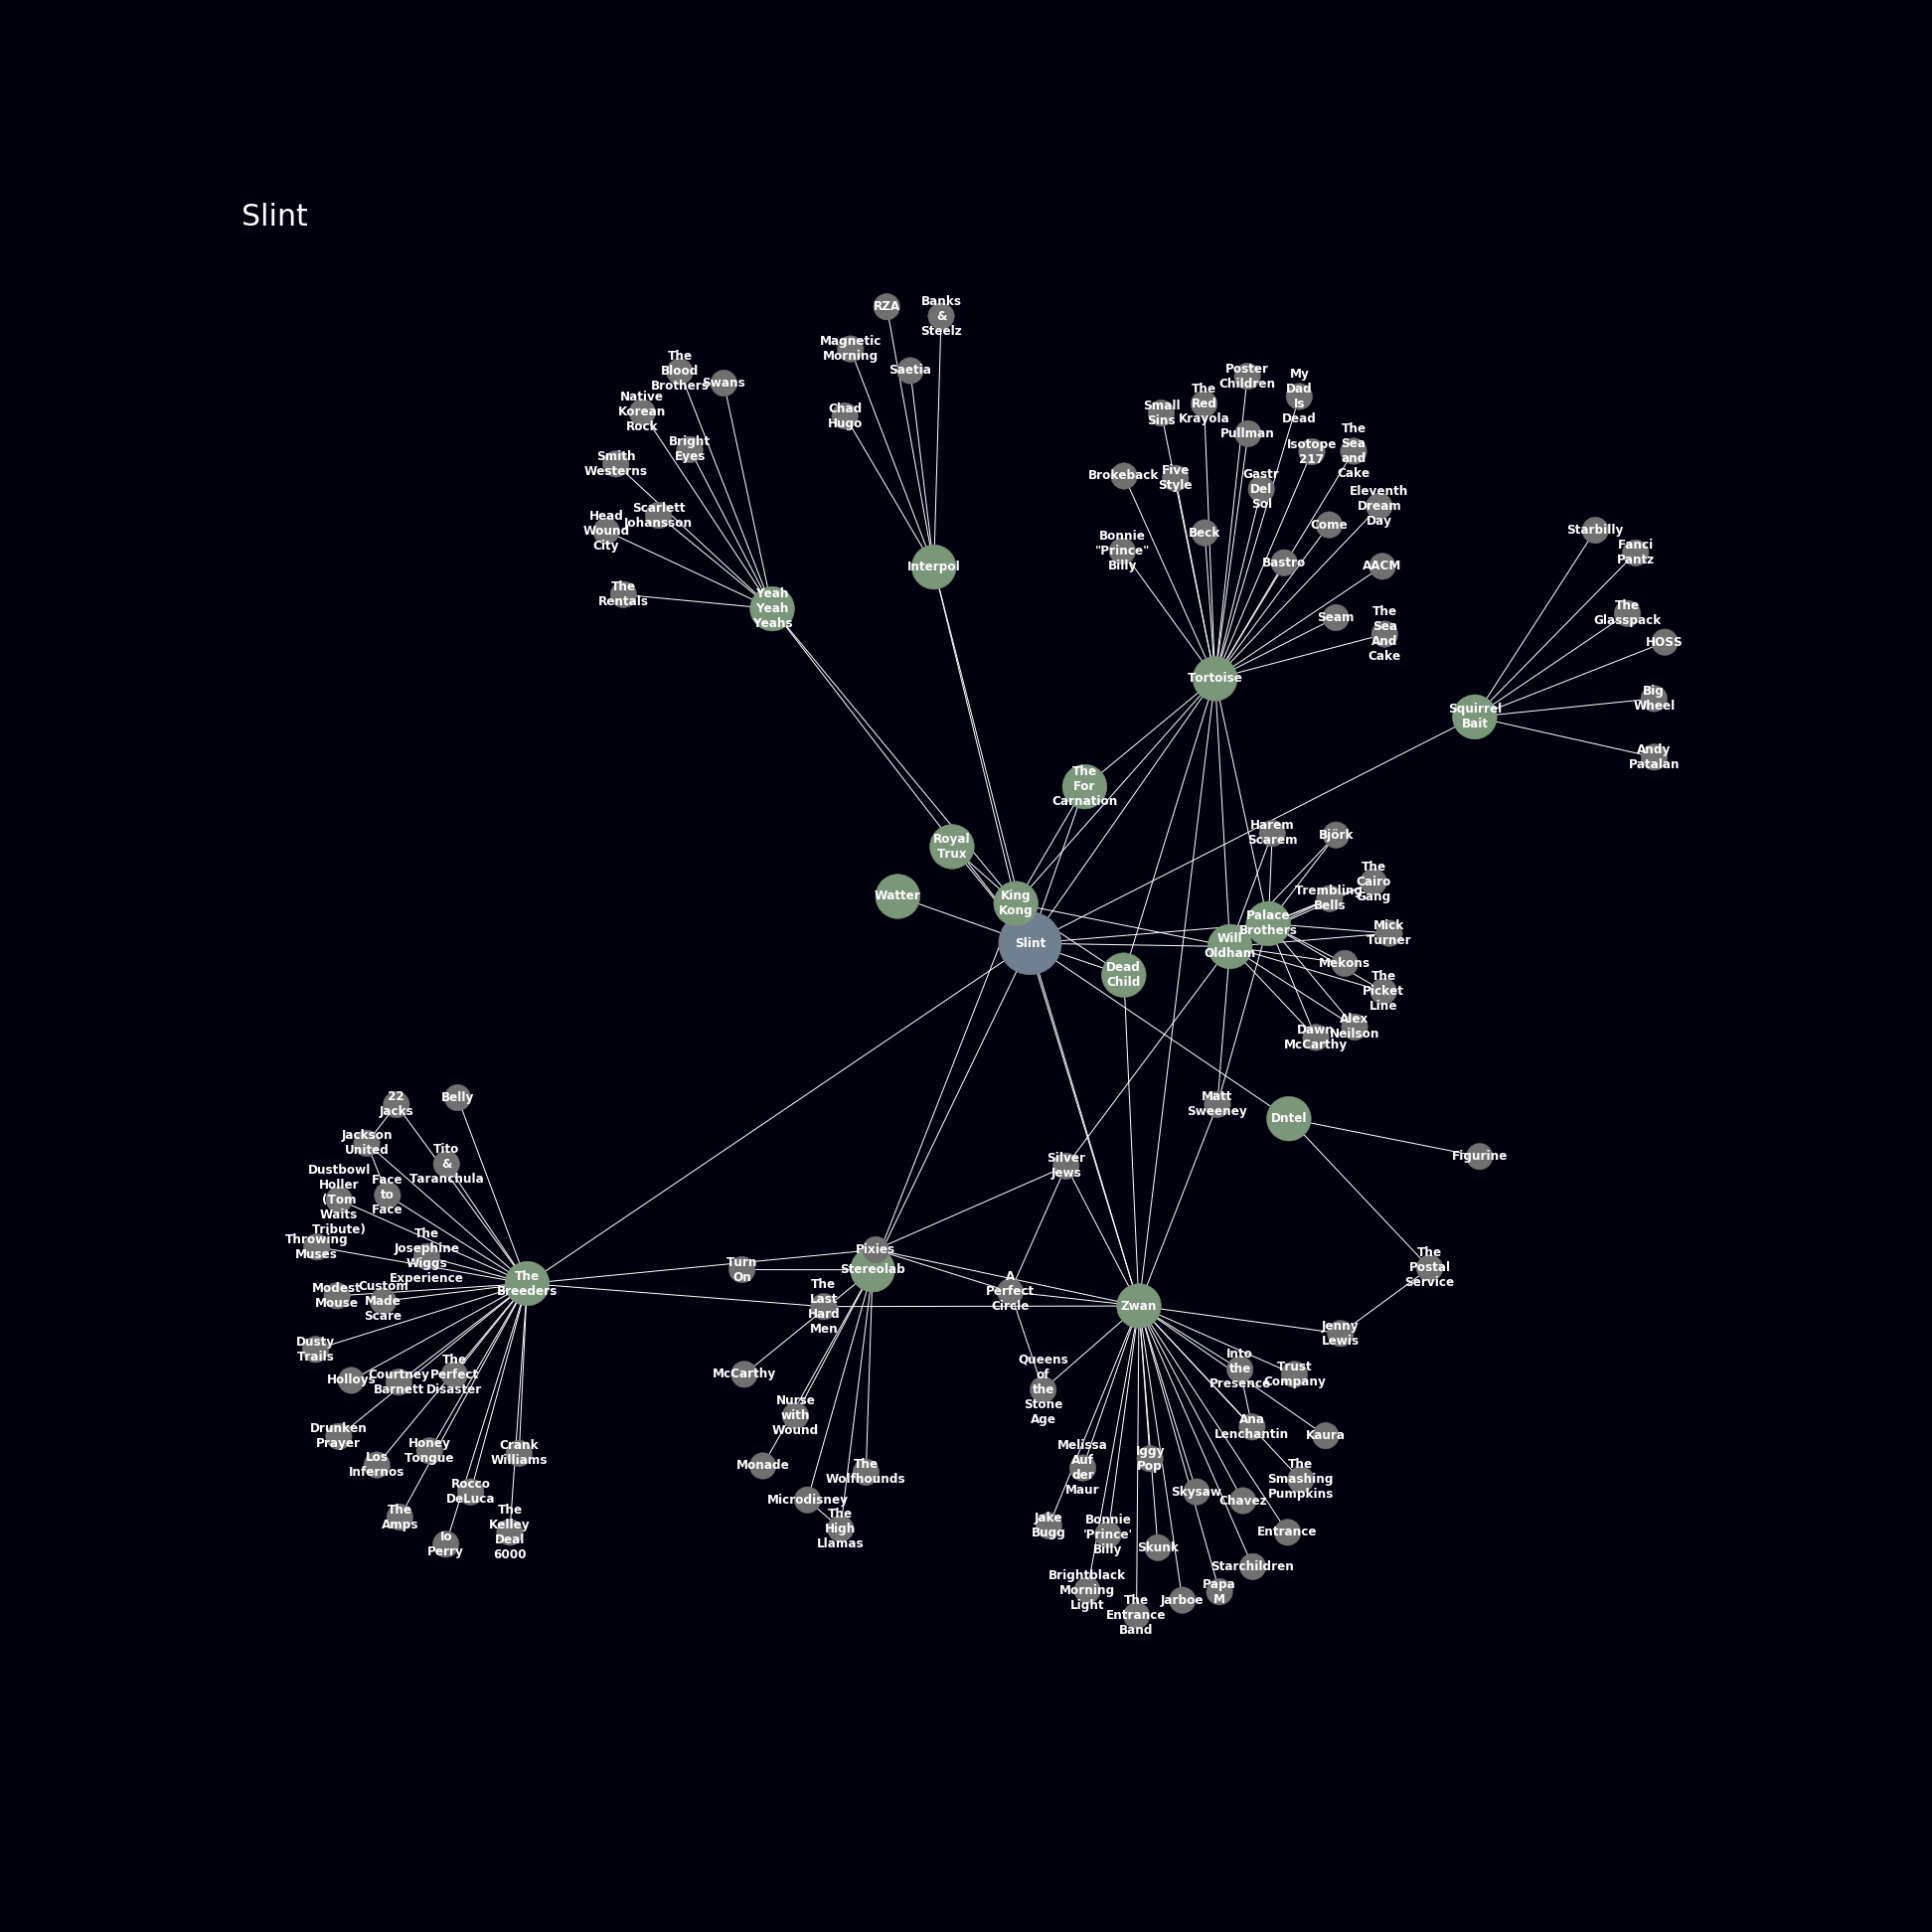 Slint
RZA
Banks
&
Steelz
Magnetic
Morning
Saetia
Chad
Hugo
The
Blood
Brothers
Swans
Native
Korean
Rock
Bright
Eyes
Smith
Westerns
Scarlett
Johansson
Head
Wound
City
The
Rentals
Yeah
Yeah
Yeahs
Interpol
Poster
Children
My
Dad
Is
Dead
The
Red
Krayola
Small
Sins
Pullman
Isotope
217
The
Sea
and
Cake
Brokeback
Five
Style
Gastr
Del
Sol
Eleventh
Dream
Day
Beck
Come
Bonnie
"Prince"
Billy
Bastro
AACM
Seam
The
Sea
And
Cake
Tortoise
Starbilly
Fanci
Pantz
The
Glasspack
HOSS
Big
Wheel
Andy
Patalan
Squirrel
Bait
The
For
Carnation
Royal
Trux
Watter
King
Kong
Slint
Dead
Child
Harem
Scarem
Björk
The
Cairo
Gang
Trembling
Bells
Palace
Brothers
Will
Oldham
Mick
Turner
Mekons
The
Picket
Line
Alex
Neilson
Dawn
McCarthy
Matt
Sweeney
Dntel
Figurine
The
Postal
Service
Jenny
Lewis
Silver
Jews
22
Jacks
Belly
Jackson
United
Tito
&
Taranchula
Dustbowl
Holler
(Tom
Waits
Tribute)
Face
to
Face
Throwing
Muses
The
Josephine
Wiggs
Experience
Modest
Mouse
Custom
Made
Scare
The
Breeders
Dusty
Trails
Holloys
Courtney
Barnett
The
Perfect
Disaster
Drunken
Prayer
Los
Infernos
Honey
Tongue
Crank
Williams
Rocco
DeLuca
The
Amps
Io
Perry
The
Kelley
Deal
6000
Pixies
Stereolab
Turn
On
The
Last
Hard
Men
A
Perfect
Circle
Zwan
McCarthy
Nurse
with
Wound
Monade
The
Wolfhounds
Microdisney
The
High
Llamas
Queens
of
the
Stone
Age
Into
the
Presence
Trust
Company
Ana
Lenchantin
Kaura
Melissa
Auf
der
Maur
Iggy
Pop
The
Smashing
Pumpkins
Skysaw
Chavez
Jake
Bugg
Bonnie
'Prince'
Billy
Skunk
Entrance
Starchildren
Brightblack
Morning
Light
The
Entrance
Band
Jarboe
Papa
M